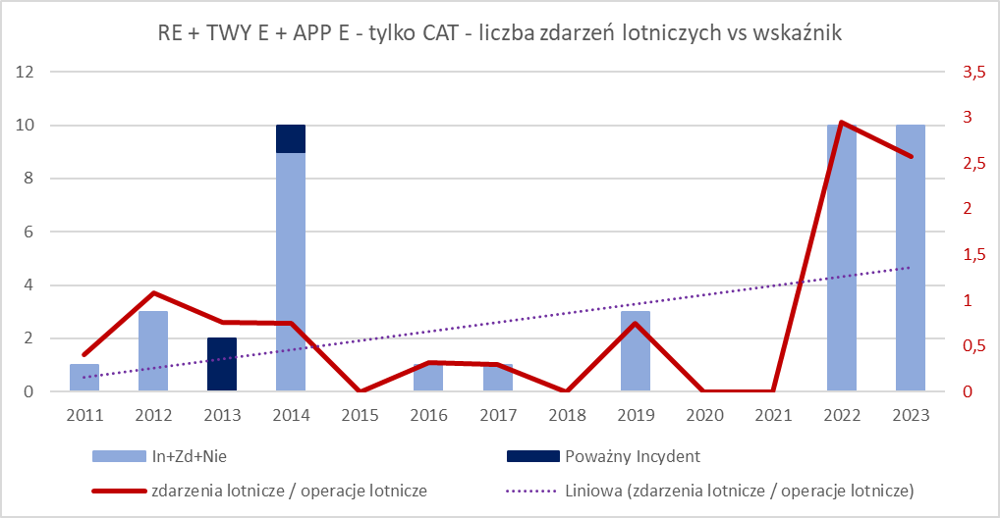 RE + TWY E + APP E - tylko CAT - liczba zdarzeń lotniczych vs wskaźnik
12 3,5
10 3
8 2,5
6 2
4 1,5
2 1
0 0,5
0
2011 2012 2013 2014 2015 2016 2017 2018 2019 2020 2021 2022 2023
In+Zd+Nie Poważny Incydent
zdarzenia lotnicze / operacje lotnicze Liniowa (zdarzenia lotnicze / operacje lotnicze)